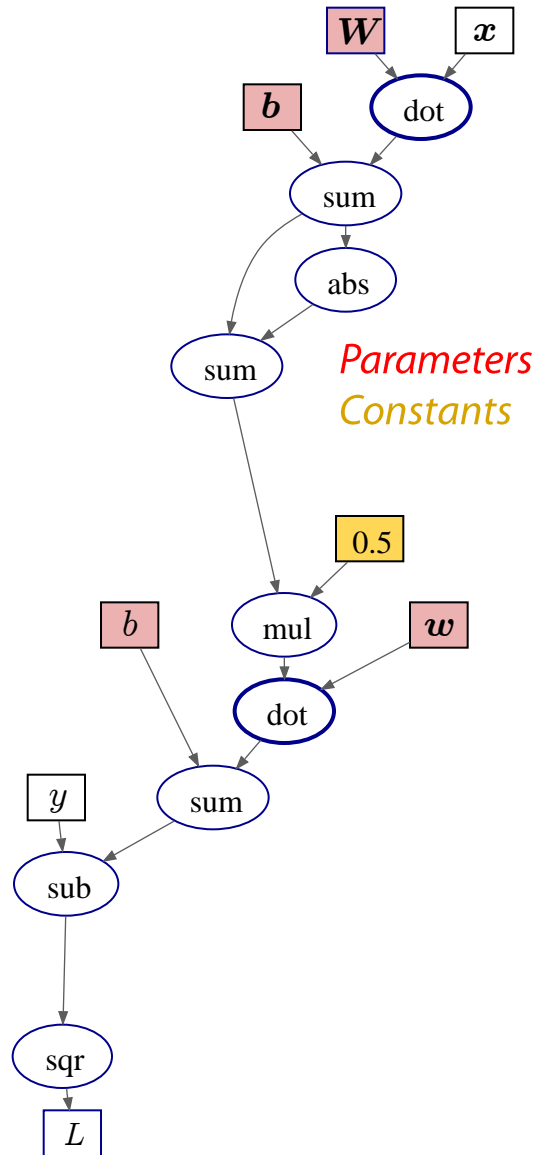 W x
b dot
sum
abs
sum
Parameters
Constants
0.5
b mul w
dot
y sum
sub
sqr
L